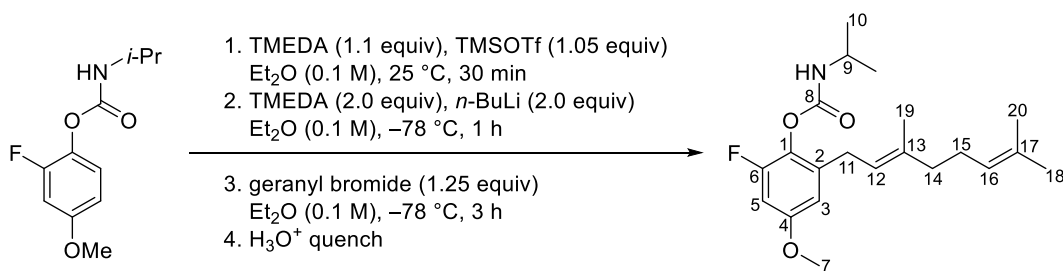 i-Pr
HN
O
O
F
OMe
1. TMEDA (1.1 equiv), TMSOTf (1.05 equiv)
Et₂O (0.1 M), 25 °C, 30 min
2. TMEDA (2.0 equiv), n-BuLi (2.0 equiv)
Et₂O (0.1 M), –78 °C, 1 h
3. geranyl bromide (1.25 equiv)
Et₂O (0.1 M), –78 °C, 3 h
4. H₃O⁺ quench
10
HN
9
8
O
O
19
20
1
13
15
17
F
2
6
11
12
14
16
18
5
3
4
O
7